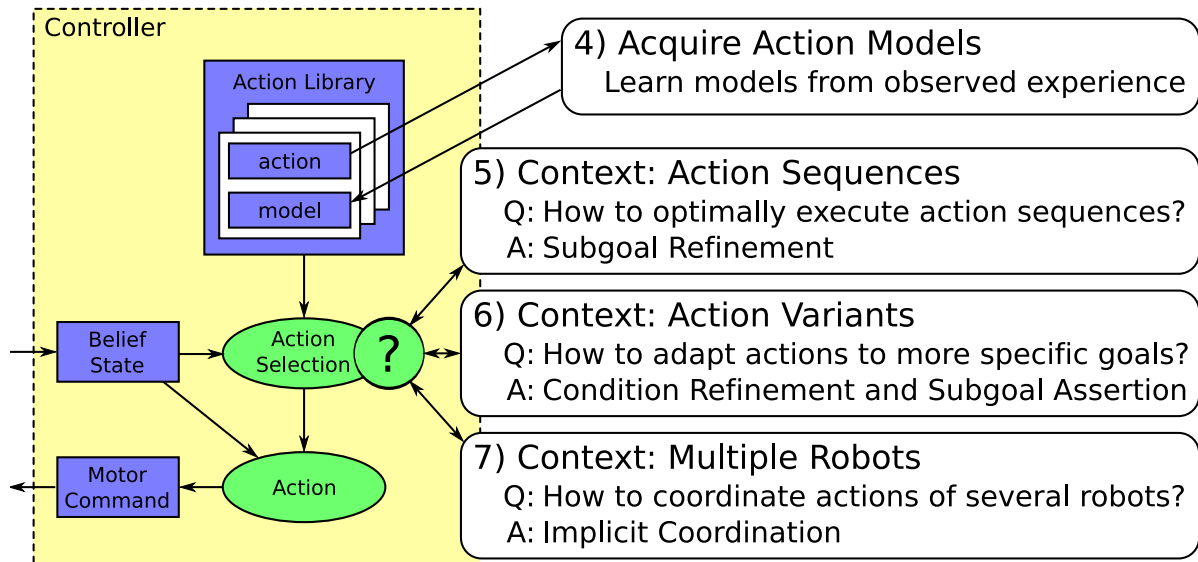 Controller
Action Library
action
model
Belief
State
Action
Selection
?
Motor
Command
Action
4) Acquire Action Models
Learn models from observed experience
5) Context: Action Sequences
Q: How to optimally execute action sequences?
A: Subgoal Refinement
6) Context: Action Variants
Q: How to adapt actions to more specific goals?
A: Condition Refinement and Subgoal Assertion
7) Context: Multiple Robots
Q: How to coordinate actions of several robots?
A: Implicit Coordination